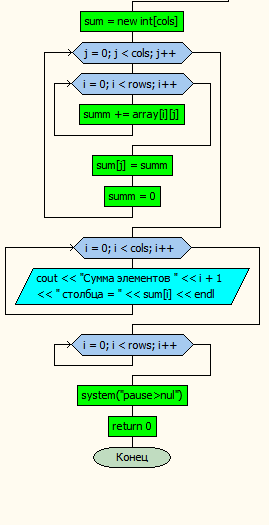 sum = new int[cols]
j = 0; j < cols; j++
i = 0; i < rows; i++
summ += array[i][j]
sum[j] = summ
summ = 0
i = 0; i < cols; i++
cout << "Сумма элементов " << i + 1
<< " столбца = " << sum[i] << endl
i = 0; i < rows; i++
system("pause>nul")
return 0
Конец